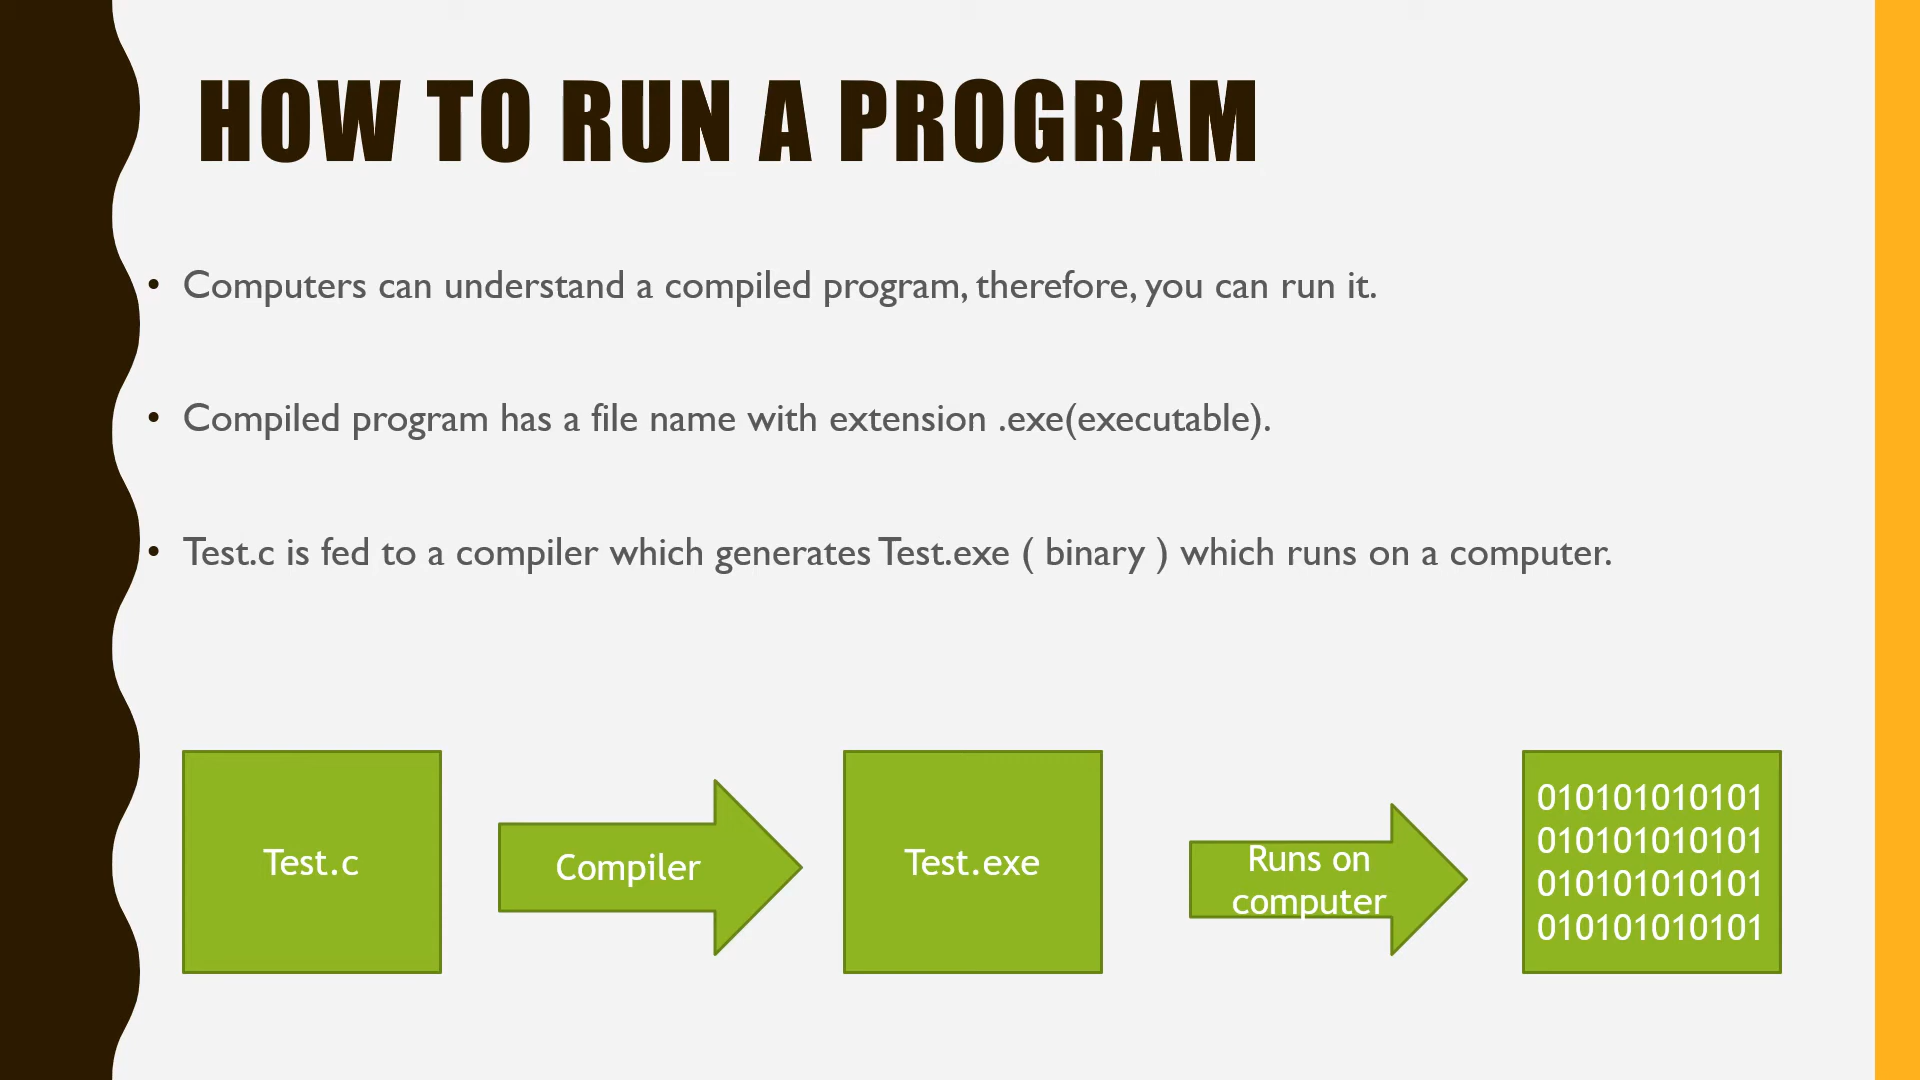 HOW TO RUN A PROGRAM
• Computers can understand a compiled program, therefore, you can run it.
• Compiled program has a file name with extension .exe(executable).
• Test.c is fed to a compiler which generates Test.exe ( binary ) which runs on a computer.
Test.c
Compiler
Test.exe
Runs on
computer
010101010101
010101010101
010101010101
010101010101